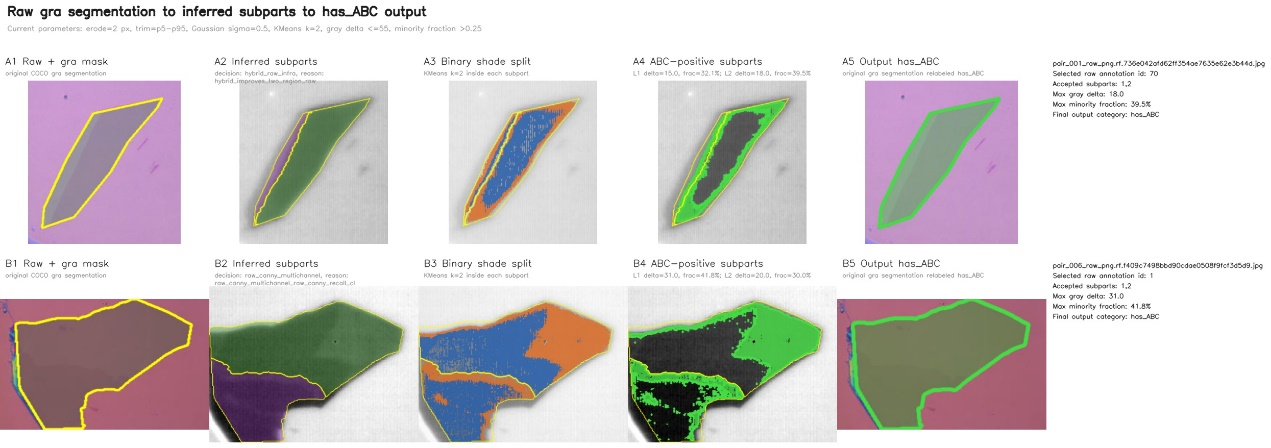 Raw gra segmentation to inferred subparts to has_ABC output
Current parameters: erode=2 px, trim=p5-p95, Gaussian sigma=0.5, KMeans k=2, gray delta <=55, minority fraction >0.25
A1 Raw + gra mask
original COCO gra segmentation
A2 Inferred subparts
decision: hybrid_raw_infra, reason:
hybrid_improves_two_region_raw
A3 Binary shade split
KMeans k=2 inside each subpart
A4 ABC-positive subparts
L1 delta=15.0, frac=32.1%; L2 delta=18.0, frac=39.5%
A5 Output has_ABC
original gra segmentation relabeled has_ABC
Selected raw annotation id: 70
Accepted subparts: 1,2
Max gray delta: 18.0
Max minority fraction: 39.5%
Final output category: has_ABC
B1 Raw + gra mask
original COCO gra segmentation
B2 Inferred subparts
decision: raw_canny_multichannel, reason:
raw_canny_multichannel_raw_canny_recall_cl
B3 Binary shade split
KMeans k=2 inside each subpart
B4 ABC-positive subparts
L1 delta=31.0, frac=41.8%; L2 delta=20.0, frac=30.0%
B5 Output has_ABC
original gra segmentation relabeled has_ABC
Selected raw annotation id: 1
Accepted subparts: 1,2
Max gray delta: 31.0
Max minority fraction: 41.8%
Final output category: has_ABC